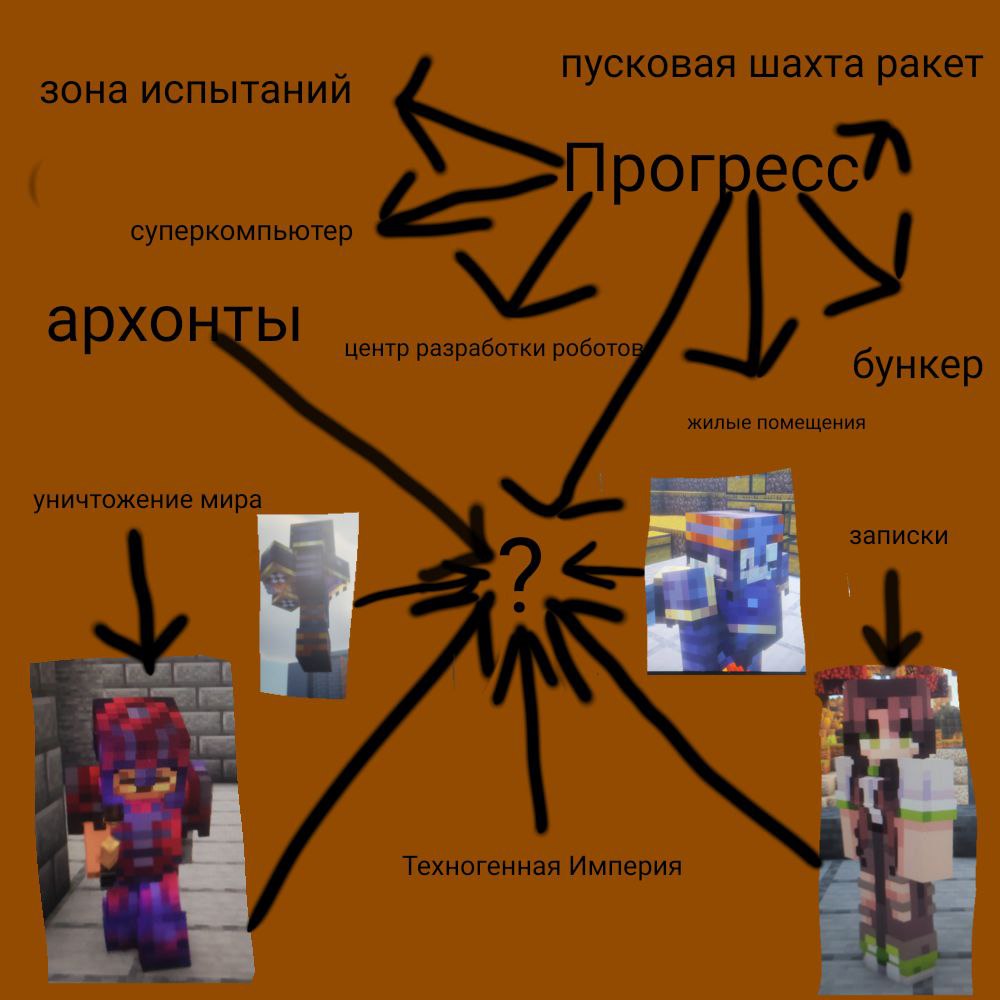 пусковая шахта ракет
зона испытаний
Прогресс
суперкомпьютер
архонты
центр разработки роботов
бункер
жилые помещения
уничтожение мира
записки
?
Техногенная Империя